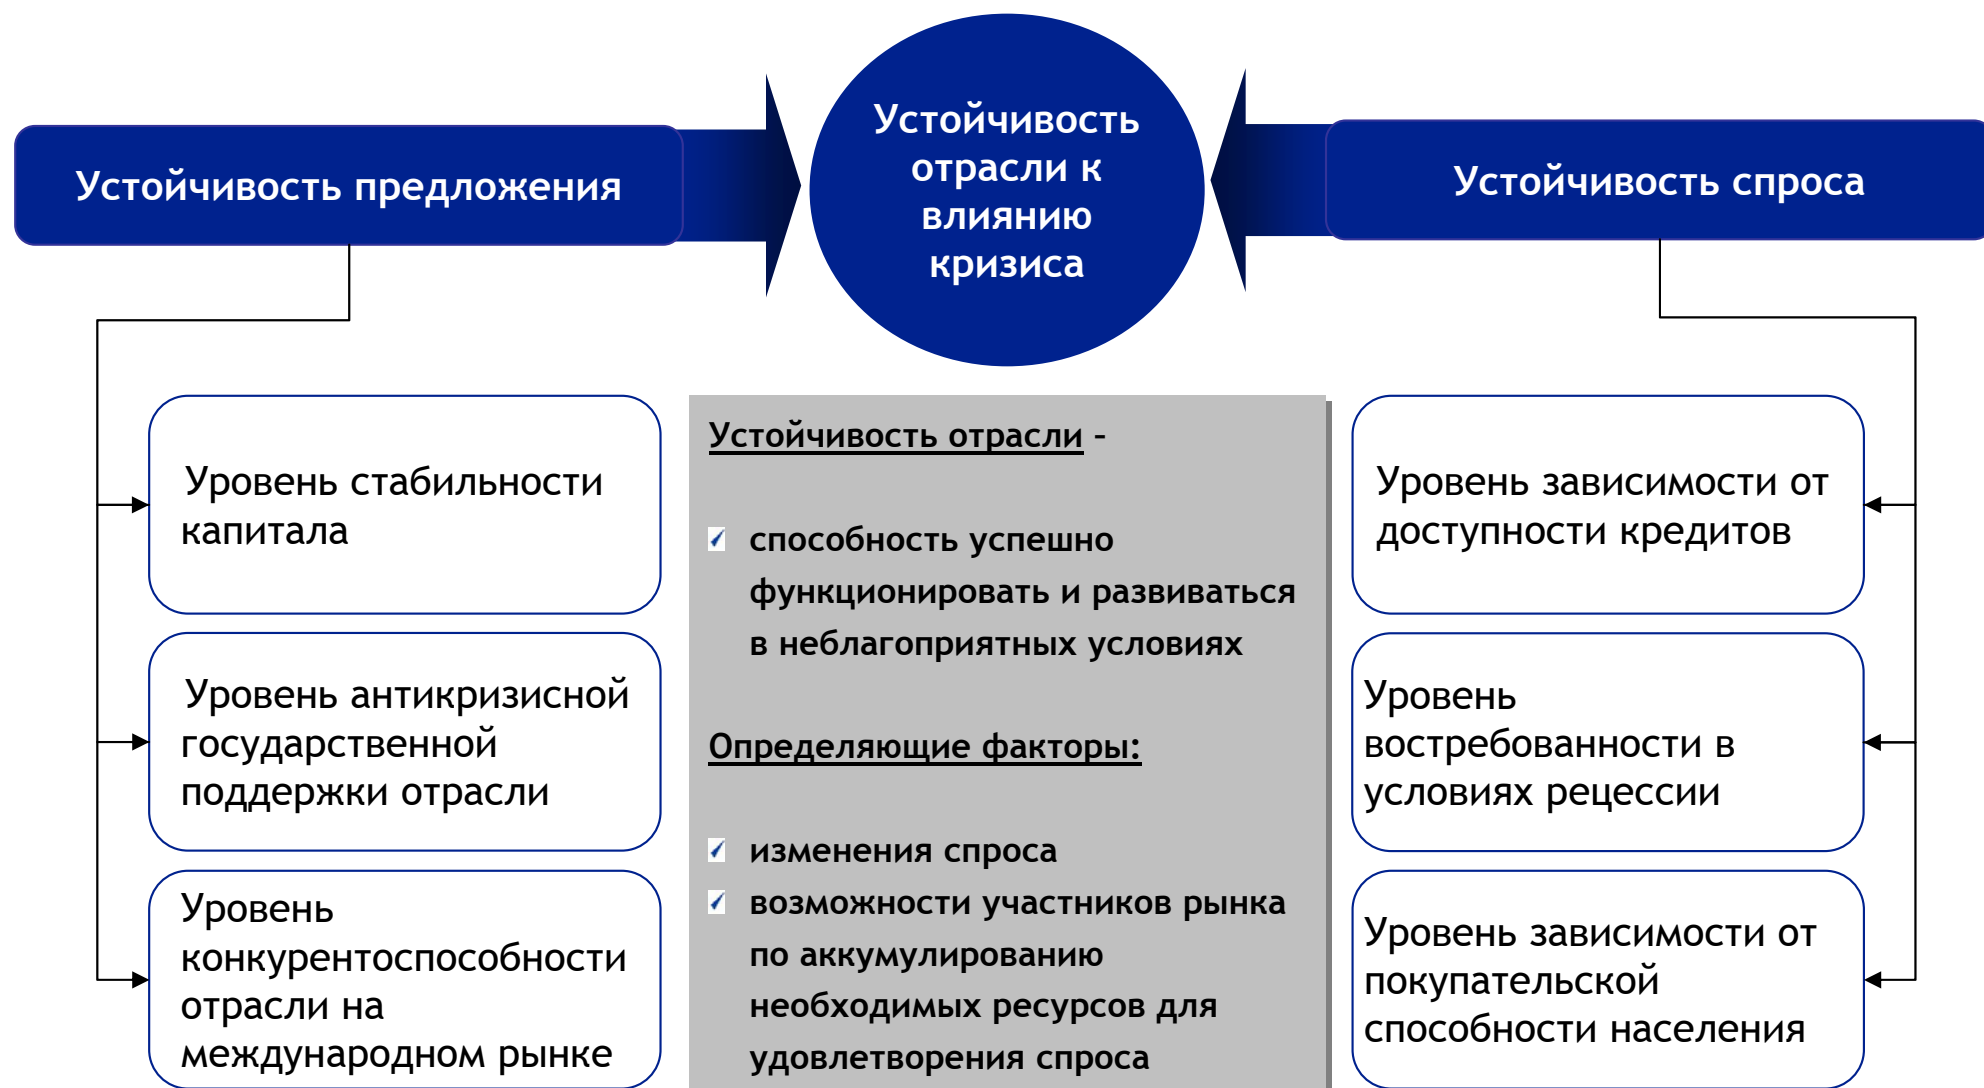 Устойчивость
отрасли к
влиянию
кризиса
Устойчивость предложения
Устойчивость спроса
Уровень стабильности
капитала
Уровень антикризисной
государственной
поддержки отрасли
Уровень
конкурентоспособности
отрасли на
международном рынке
Устойчивость отрасли –
способность успешно
функционировать и развиваться
в неблагоприятных условиях
Определяющие факторы:
изменения спроса
возможности участников рынка
по аккумулированию
необходимых ресурсов для
удовлетворения спроса
Уровень зависимости от
доступности кредитов
Уровень
востребованности в
условиях рецессии
Уровень зависимости от
покупательской
способности населения